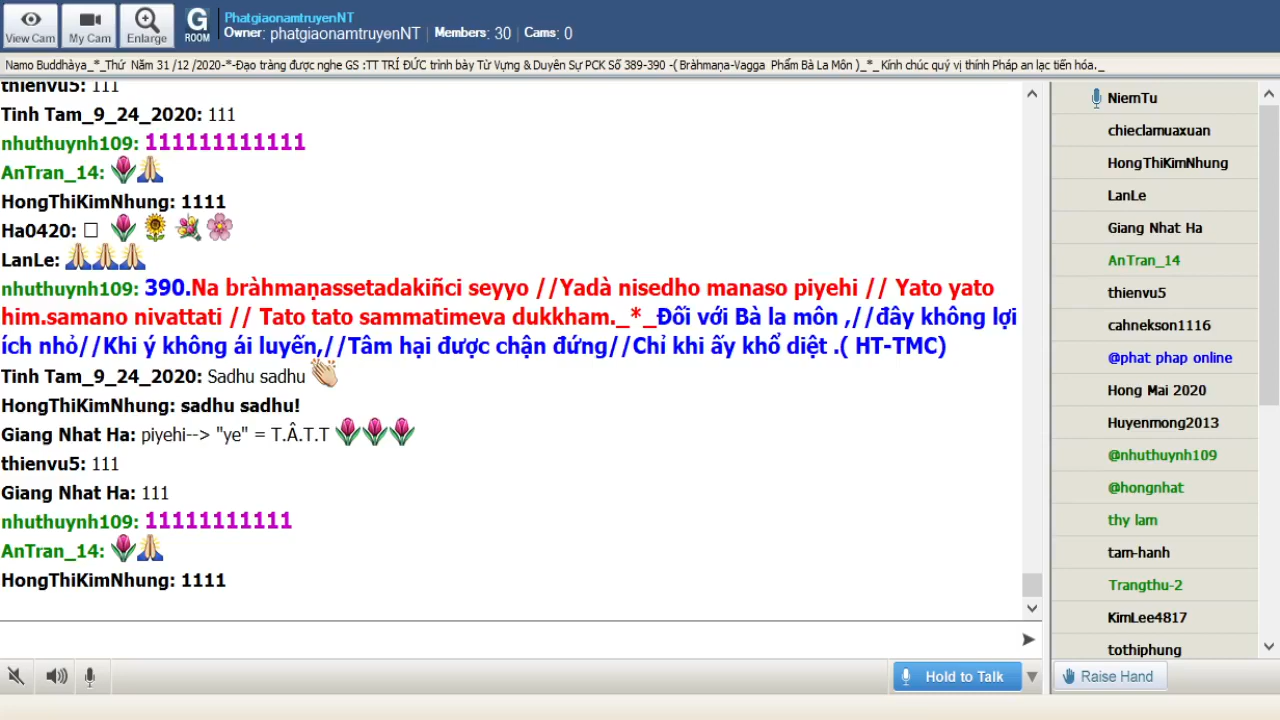 View Cam
My Cam
Enlarge
G
ROOM
PhatgiaonamtruyenNT
Owner: phatgiaonamtruyenNT | Members: 30 | Cams: 0
Namo Buddhàya_*_Thứ Năm 31 /12 /2020-*-Đạo tràng được nghe GS :TT TRÍ ĐỨC trình bày Từ Vựng & Duyên Sự PCK Số 389-390 -( Bràhmaṇa-Vagga Phẩm Bà La Môn )_*_Kính chúc quý vị thính Pháp an lạc tiến hóa._
thienvu5: 111
Tinh Tam_9_24_2020: 111
nhuthuynh109: 111111111111
AnTran_14:
HongThiKimNhung: 1111
Ha0420:
LanLe:
nhuthuynh109: 390.Na bràhmaṇassetadakiñci seyyo //Yadà nisedho manaso piyehi // Yato yato
him.samano nivattati // Tato tato sammatimeva dukkham._*_Đối với Bà la môn ,//đây không lợi
ích nhỏ//Khi ý không ái luyến,//Tâm hại được chận đứng//Chỉ khi ấy khổ diệt .( HT-TMC)
Tinh Tam_9_24_2020: Sadhu sadhu
HongThiKimNhung: sadhu sadhu!
Giang Nhat Ha: piyehi--> "ye" = T.Â.T.T
thienvu5: 111
Giang Nhat Ha: 111
nhuthuynh109: 11111111111
AnTran_14:
HongThiKimNhung: 1111
NiemTu
chieclamuaxuan
HongThiKimNhung
LanLe
Giang Nhat Ha
AnTran_14
thienvu5
cahnekson1116
@phat phap online
Hong Mai 2020
Huyenmong2013
@nhuthuynh109
@hongnhat
thy lam
tam-hanh
Trangthu-2
KimLee4817
tothiphung
Hold to Talk
Raise Hand